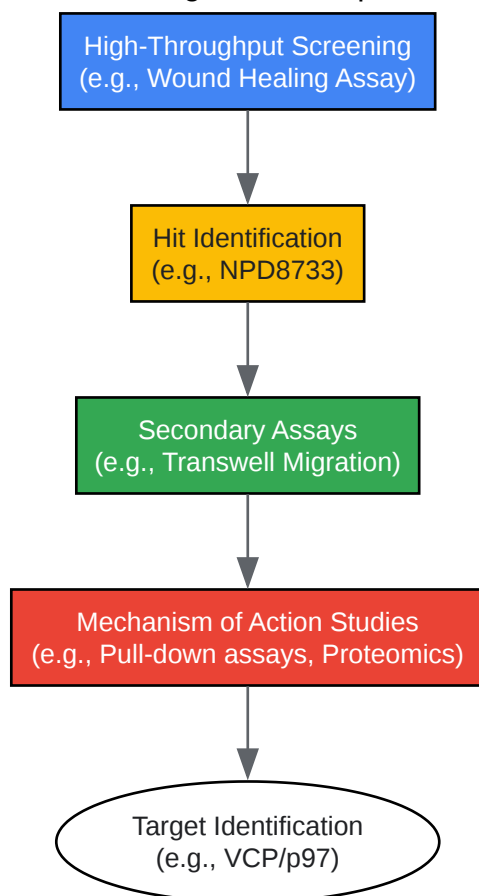 High-Throughput Screening
(e.g., Wound Healing Assay)
Hit Identification
(e.g., NPD8733)
Secondary Assays
(e.g., Transwell Migration)
Mechanism of Action Studies
(e.g., Pull-down assays, Proteomics)
Target Identification
(e.g., VCP/p97)